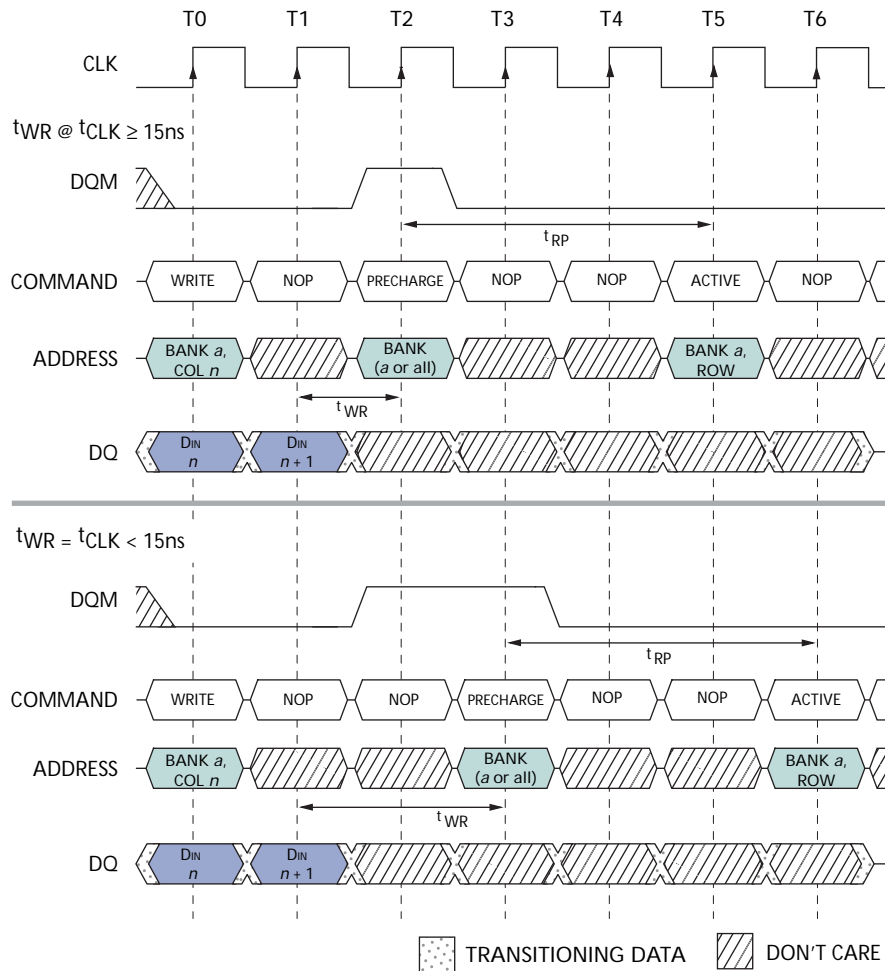 T0 T1 T2 T3 T4 T5 T6
CLK
tWR @ tCLK ≥ 15ns
DQM
tRP
COMMAND WRITE NOP PRECHARGE NOP NOP ACTIVE NOP
ADDRESS BANK a, COL n BANK (a or all) BANK a, ROW
tWR
DQ DIN n DIN n + 1
tWR = tCLK < 15ns
DQM
tRP
COMMAND WRITE NOP NOP PRECHARGE NOP NOP ACTIVE
ADDRESS BANK a, COL n BANK (a or all) BANK a, ROW
tWR
DQ DIN n DIN n + 1
TRANSITIONING DATA DON'T CARE